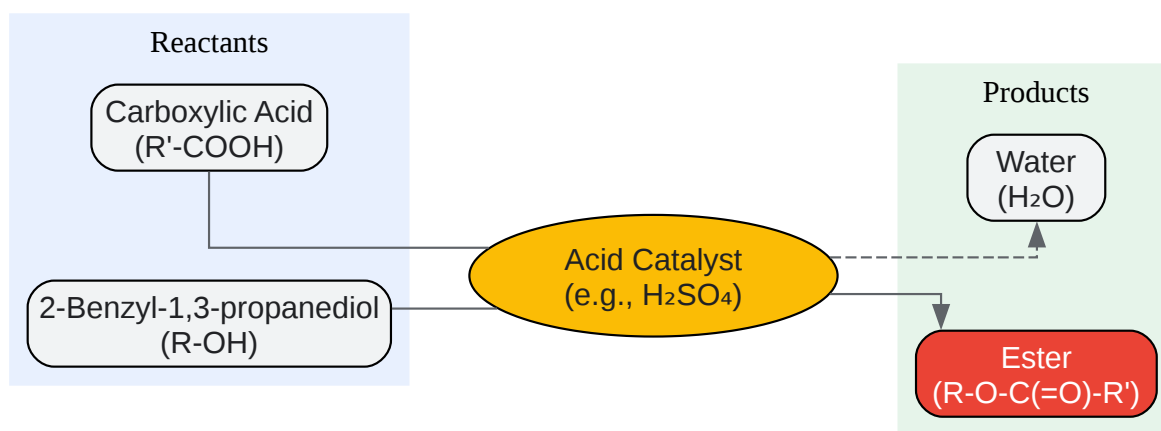 Reactants
Carboxylic Acid
(R'-COOH)
2-Benzyl-1,3-propanediol
(R-OH)
Acid Catalyst
(e.g., H₂SO₄)
Products
Water
(H₂O)
Ester
(R-O-C(=O)-R')